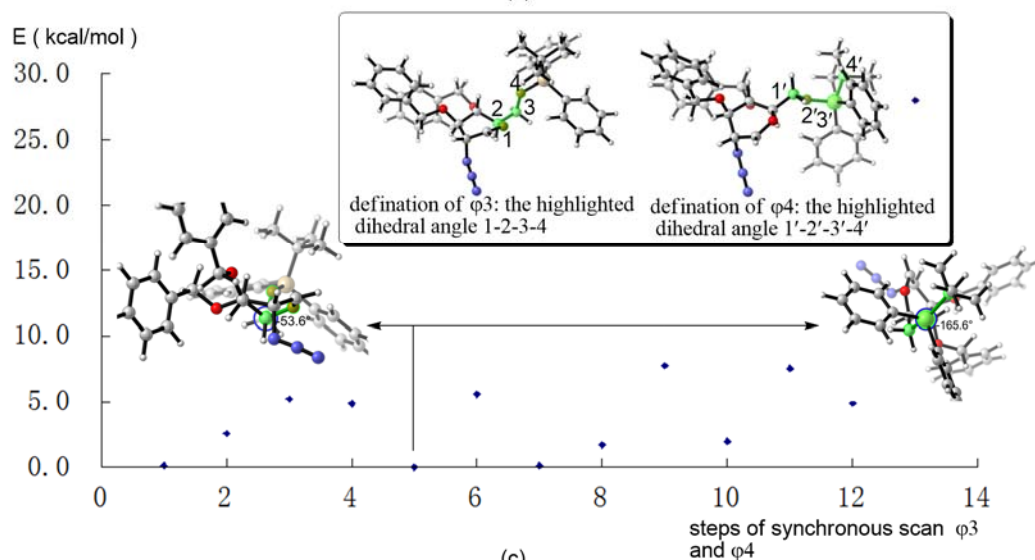 E ( kcal/mol)
30.0
25.0
20.0
15.0
10.0
5.0
0.0
0 2 4 6 8 10 12 14
steps of synchronous scan φ3
and φ4
4
2 3
1
defination of φ3: the highlighted
dihedral angle 1-2-3-4
4′
1′
2′
3′
defination of φ4: the highlighted
dihedral angle 1′-2′-3′-4′
-53.6°
-165.6°